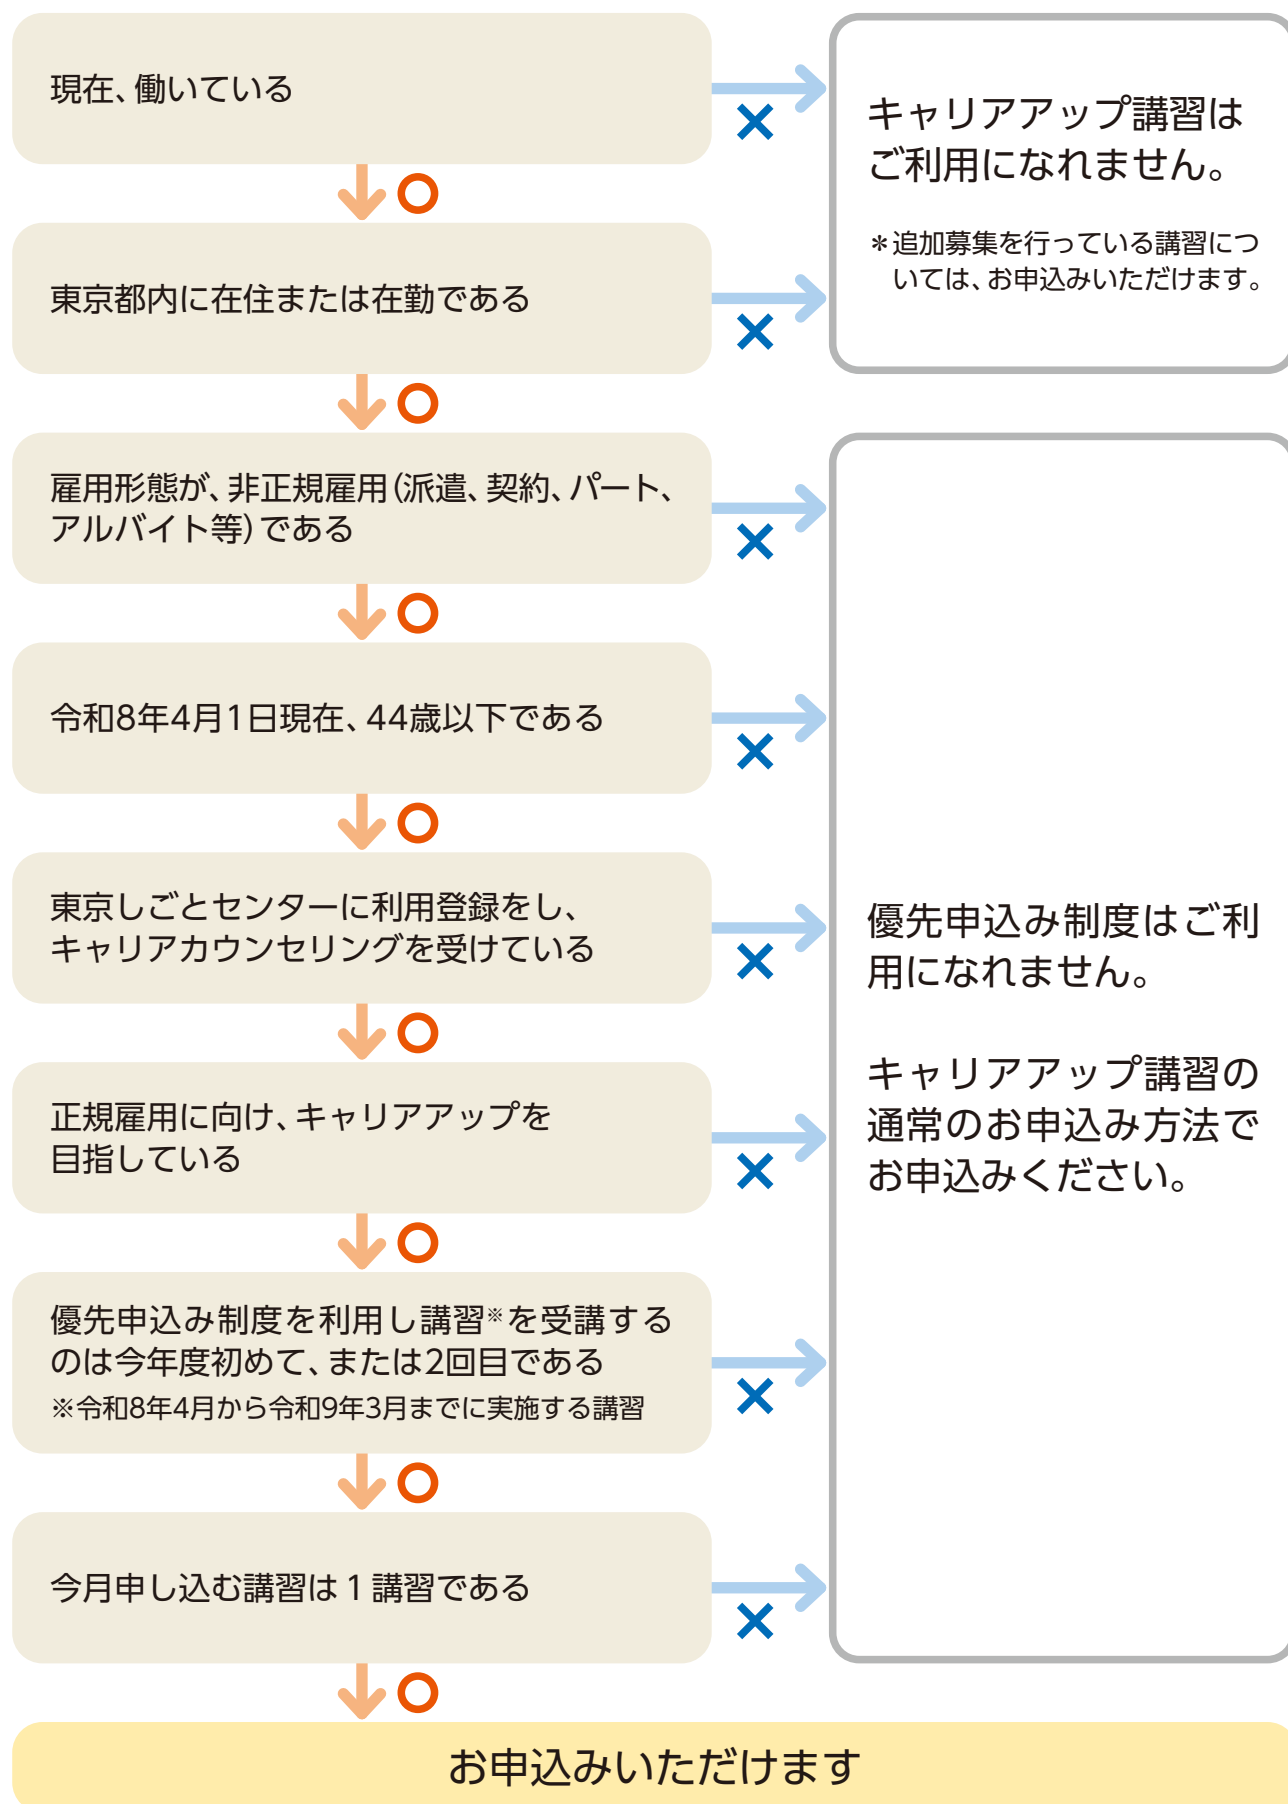 現在、働いている
キャリアアップ講習は
ご利用になれません。
＊追加募集を行っている講習につ
いては、お申込みいただけます。
東京都内に在住または在勤である
雇用形態が、非正規雇用（派遣、契約、パート、
アルバイト等）である
令和8年4月1日現在、44歳以下である
東京しごとセンターに利用登録をし、
キャリアカウンセリングを受けている
正規雇用に向け、キャリアアップを
目指している
優先申込み制度を利用し講習※を受講する
のは今年度初めて、または2回目である
※令和8年4月から令和9年3月までに実施する講習
今月申し込む講習は1講習である
優先申込み制度はご利
用になれません。
キャリアアップ講習の
通常のお申込み方法で
お申込みください。
お申込みいただけます